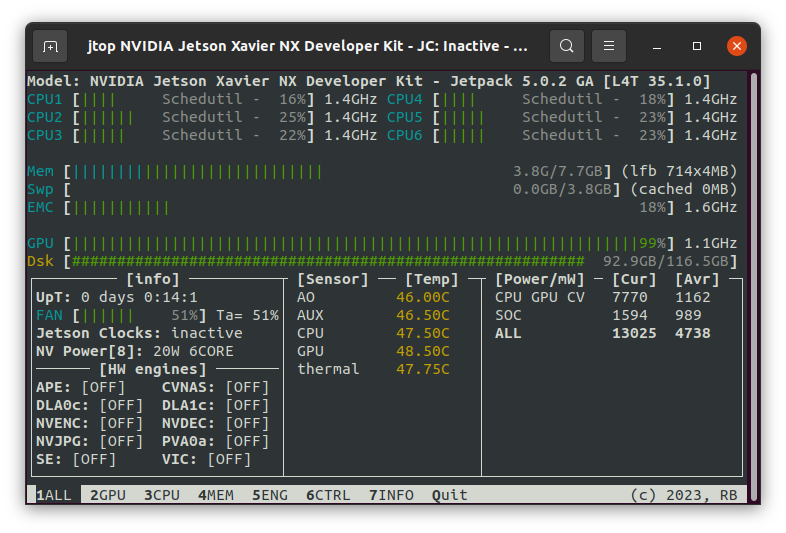 jtop NVIDIA Jetson Xavier NX Developer Kit - JC: Inactive - ...
Model: NVIDIA Jetson Xavier NX Developer Kit - Jetpack 5.0.2 GA [L4T 35.1.0]
CPU1 [|||| Schedutil - 16%] 1.4GHz CPU4 [|||| Schedutil - 18%] 1.4GHz
CPU2 [|||||| Schedutil - 25%] 1.4GHz CPU5 [||||| Schedutil - 23%] 1.4GHz
CPU3 [||||| Schedutil - 22%] 1.4GHz CPU6 [||||| Schedutil - 23%] 1.4GHz
Mem [|||||||||||||||||||||||||||| 3.8G/7.7GB] (lfb 714x4MB)
Swp [ 0.0GB/3.8GB] (cached 0MB)
EMC [||||||||||| 18%] 1.6GHz
GPU [|||||||||||||||||||||||||||||||||||||||||||||||||||||||||||||||99%] 1.1GHz
Dsk [######################################################### 92.9GB/116.5GB]
[info] [Sensor] [Temp] [Power/mW] [Cur] [Avr]
UpT: 0 days 0:14:1 AO 46.00C CPU GPU CV 7770 1162
FAN [|||||| 51%] Ta= 51% AUX 46.50C SOC 1594 989
Jetson Clocks: inactive CPU 47.50C ALL 13025 4738
NV Power[8]: 20W 6CORE GPU 48.50C
[HW engines] thermal 47.75C
APE: [OFF] CVNAS: [OFF]
DLA0c: [OFF] DLA1c: [OFF]
NVENC: [OFF] NVDEC: [OFF]
NVJPG: [OFF] PVA0a: [OFF]
SE: [OFF] VIC: [OFF]
1ALL 2GPU 3CPU 4MEM 5ENG 6CTRL 7INFO Quit (c) 2023, RB